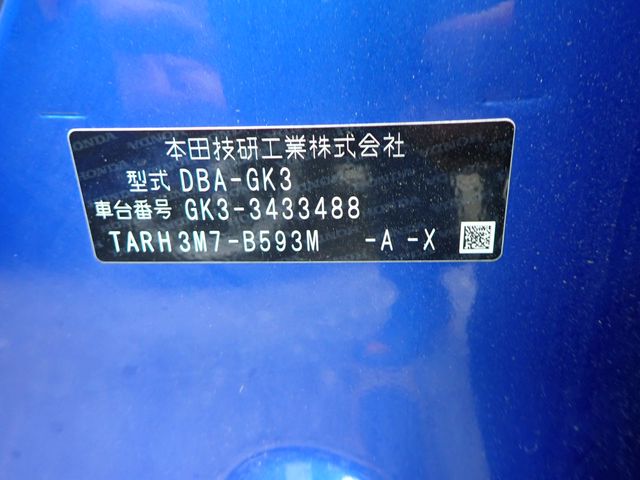 本田技研工業株式会社
型式 DBA-GK3
車台番号 GK3-3433488
TARH3M7-B593M -A -X